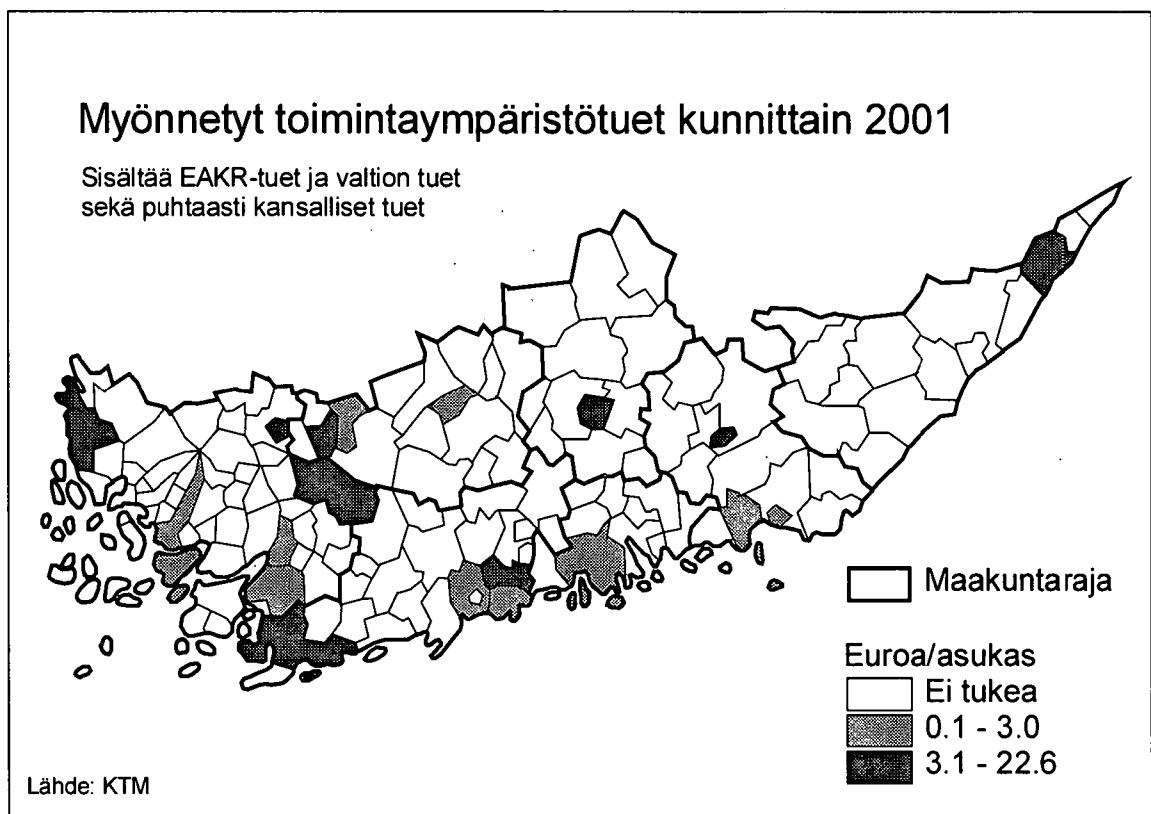 Myönnetyt toimintaympäristötuet kunnittain 2001
Sisältää EAKR-tuet ja valtion tuet
sekä puhtaasti kansalliset tuet
Maakuntaraja
Euroa/asukas
Ei tukea
0.1 - 3.0
3.1 - 22.6
Lähde: KTM